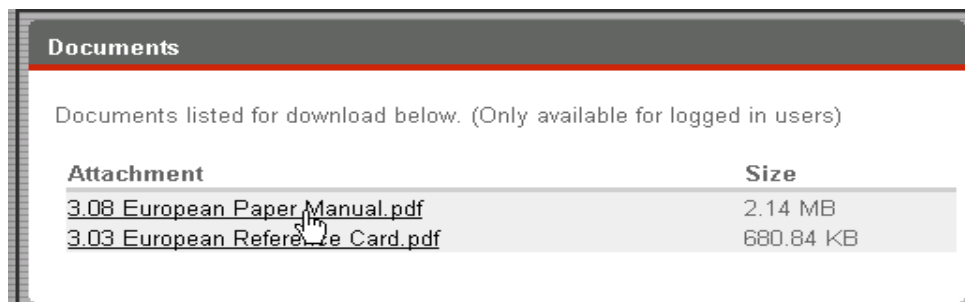 Documents
Documents listed for download below. (Only available for logged in users)
Attachment Size
3.08 European Paper Manual.pdf 2.14 MB
3.03 European Reference Card.pdf 680.84 KB